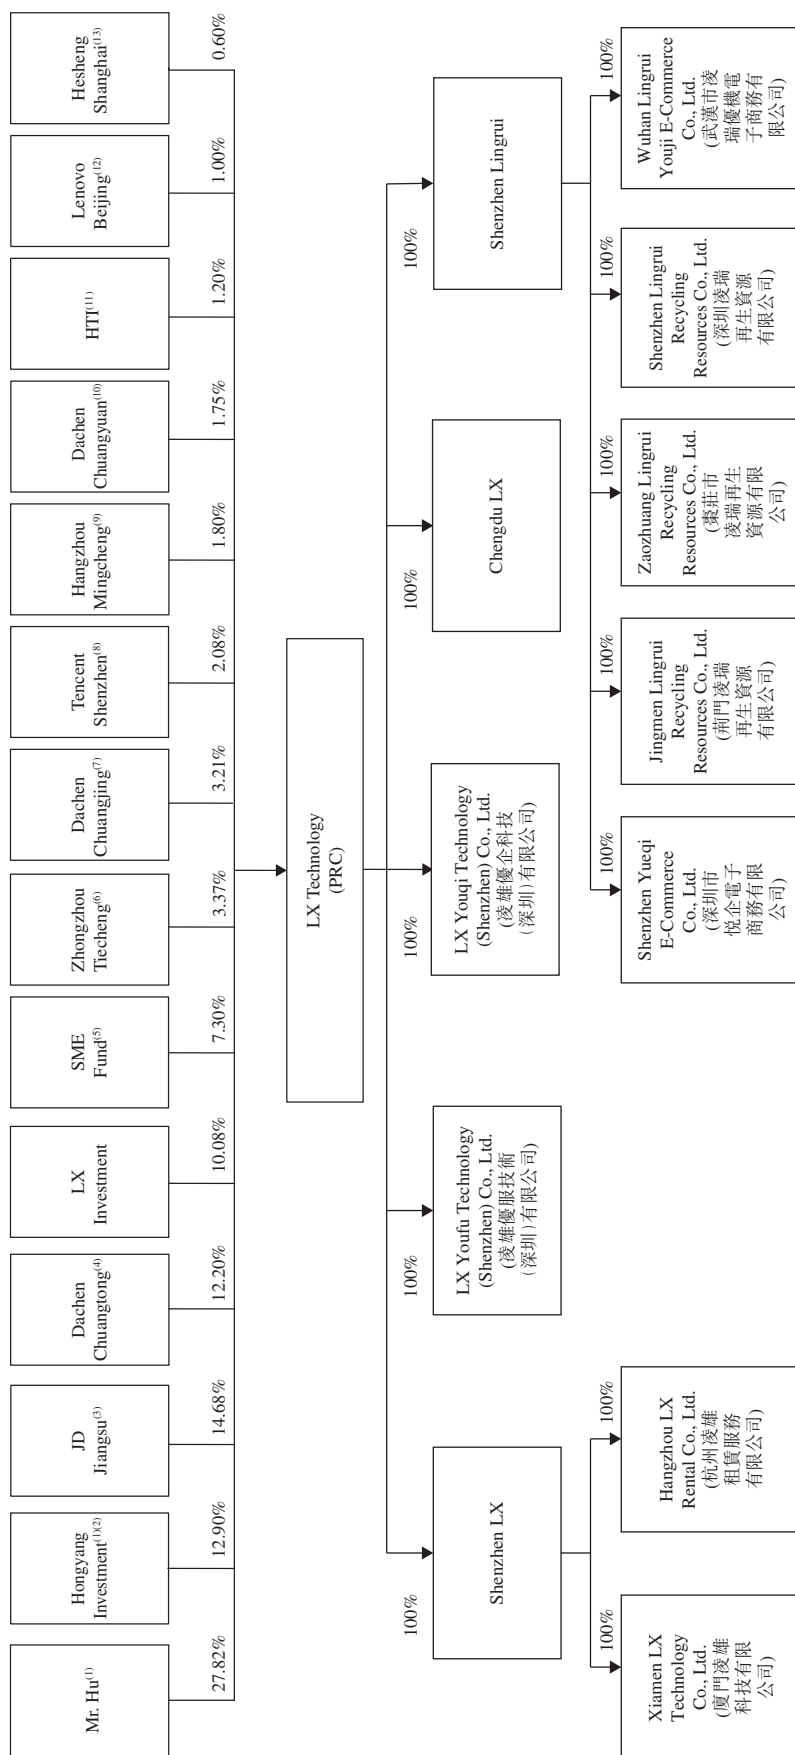 Mr. Hu(1)
27.82%
Hongyang
Investment(1)(2)
12.90%
JD
Jiangsu(3)
14.68%
Dachen
Chuangtong(4)
12.20%
LX
Investment
10.08%
SME
Fund(5)
7.30%
Zhongzhou
Tiecheng(6)
3.37%
Dachen
Chuangjing(7)
3.21%
Tencent
Shenzhen(8)
2.08%
Hangzhou
Mingcheng(9)
1.80%
Dachen
Chuangyuan(10)
1.75%
HTI(11)
1.20%
Lenovo
Beijing(12)
1.00%
Hesheng
Shanghai(13)
0.60%
LX Technology
(PRC)
100%
Shenzhen LX
100%
LX Youfu Technology
(Shenzhen) Co., Ltd.
(凌雄優服技術
(深圳)有限公司)
100%
LX Youqi Technology
(Shenzhen) Co., Ltd.
(凌雄優企科技
(深圳)有限公司)
100%
Chengdu LX
100%
Shenzhen Lingrui
100%
Xiamen LX
Technology
Co., Ltd.
(廈門凌雄
科技有限
公司)
100%
Hangzhou LX
Rental Co., Ltd.
(杭州凌雄
租賃服務
有限公司)
100%
Shenzhen Yueqi
E-Commerce
Co., Ltd.
(深圳市
悅企電子
商務有限
公司)
100%
Jingmen Lingrui
Recycling
Resources Co., Ltd.
(荊門凌瑞
再生資源
有限公司)
100%
Zaozhuang Lingrui
Recycling
Resources Co., Ltd.
(棗莊市
凌瑞再生
資源有限
公司)
100%
Shenzhen Lingrui
Recycling
Resources Co., Ltd.
(深圳凌瑞
再生資源
有限公司)
100%
Wuhan Lingrui
Youji E-Commerce
Co., Ltd.
(武漢市凌
瑞優機電
子商務有
限公司)